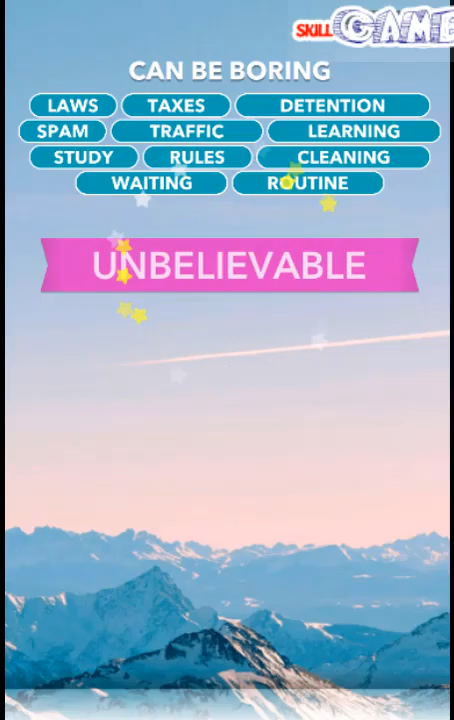 SKILL GAME
CAN BE BORING
LAWS TAXES DETENTION
SPAM TRAFFIC LEARNING
STUDY RULES CLEANING
WAITING ROUTINE
UNBELIEVABLE